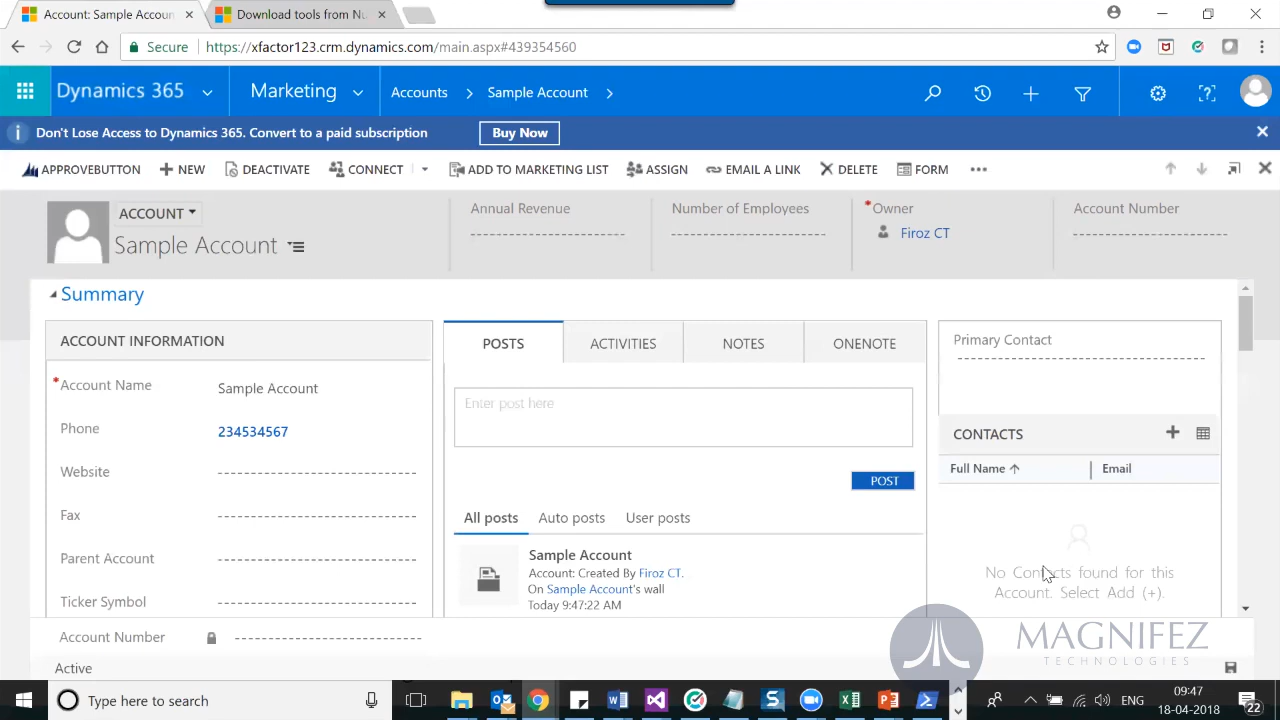 Account: Sample Accoun
Download tools from Nu
Secure
https://xfactor123.crm.dynamics.com/main.aspx#439354560
Dynamics 365
Marketing
Accounts
Sample Account
Don't Lose Access to Dynamics 365. Convert to a paid subscription
Buy Now
APPROVEBUTTON
NEW
DEACTIVATE
CONNECT
ADD TO MARKETING LIST
ASSIGN
EMAIL A LINK
DELETE
FORM
ACCOUNT
Sample Account
Annual Revenue
Number of Employees
*Owner
Firoz CT
Account Number
Summary
ACCOUNT INFORMATION
*Account Name
Sample Account
Phone
234534567
Website
Fax
Parent Account
Ticker Symbol
POSTS
ACTIVITIES
NOTES
ONENOTE
Enter post here
POST
All posts
Auto posts
User posts
Sample Account
Account: Created By Firoz CT.
On Sample Account's wall
Today 9:47:22 AM
Primary Contact
CONTACTS
Full Name
Email
No Contacts found for this
Account. Select Add (+).
Account Number
Active
MAGNIFEZ
TECHNOLOGIES
Type here to search
ENG
09:47
18-04-2018
22